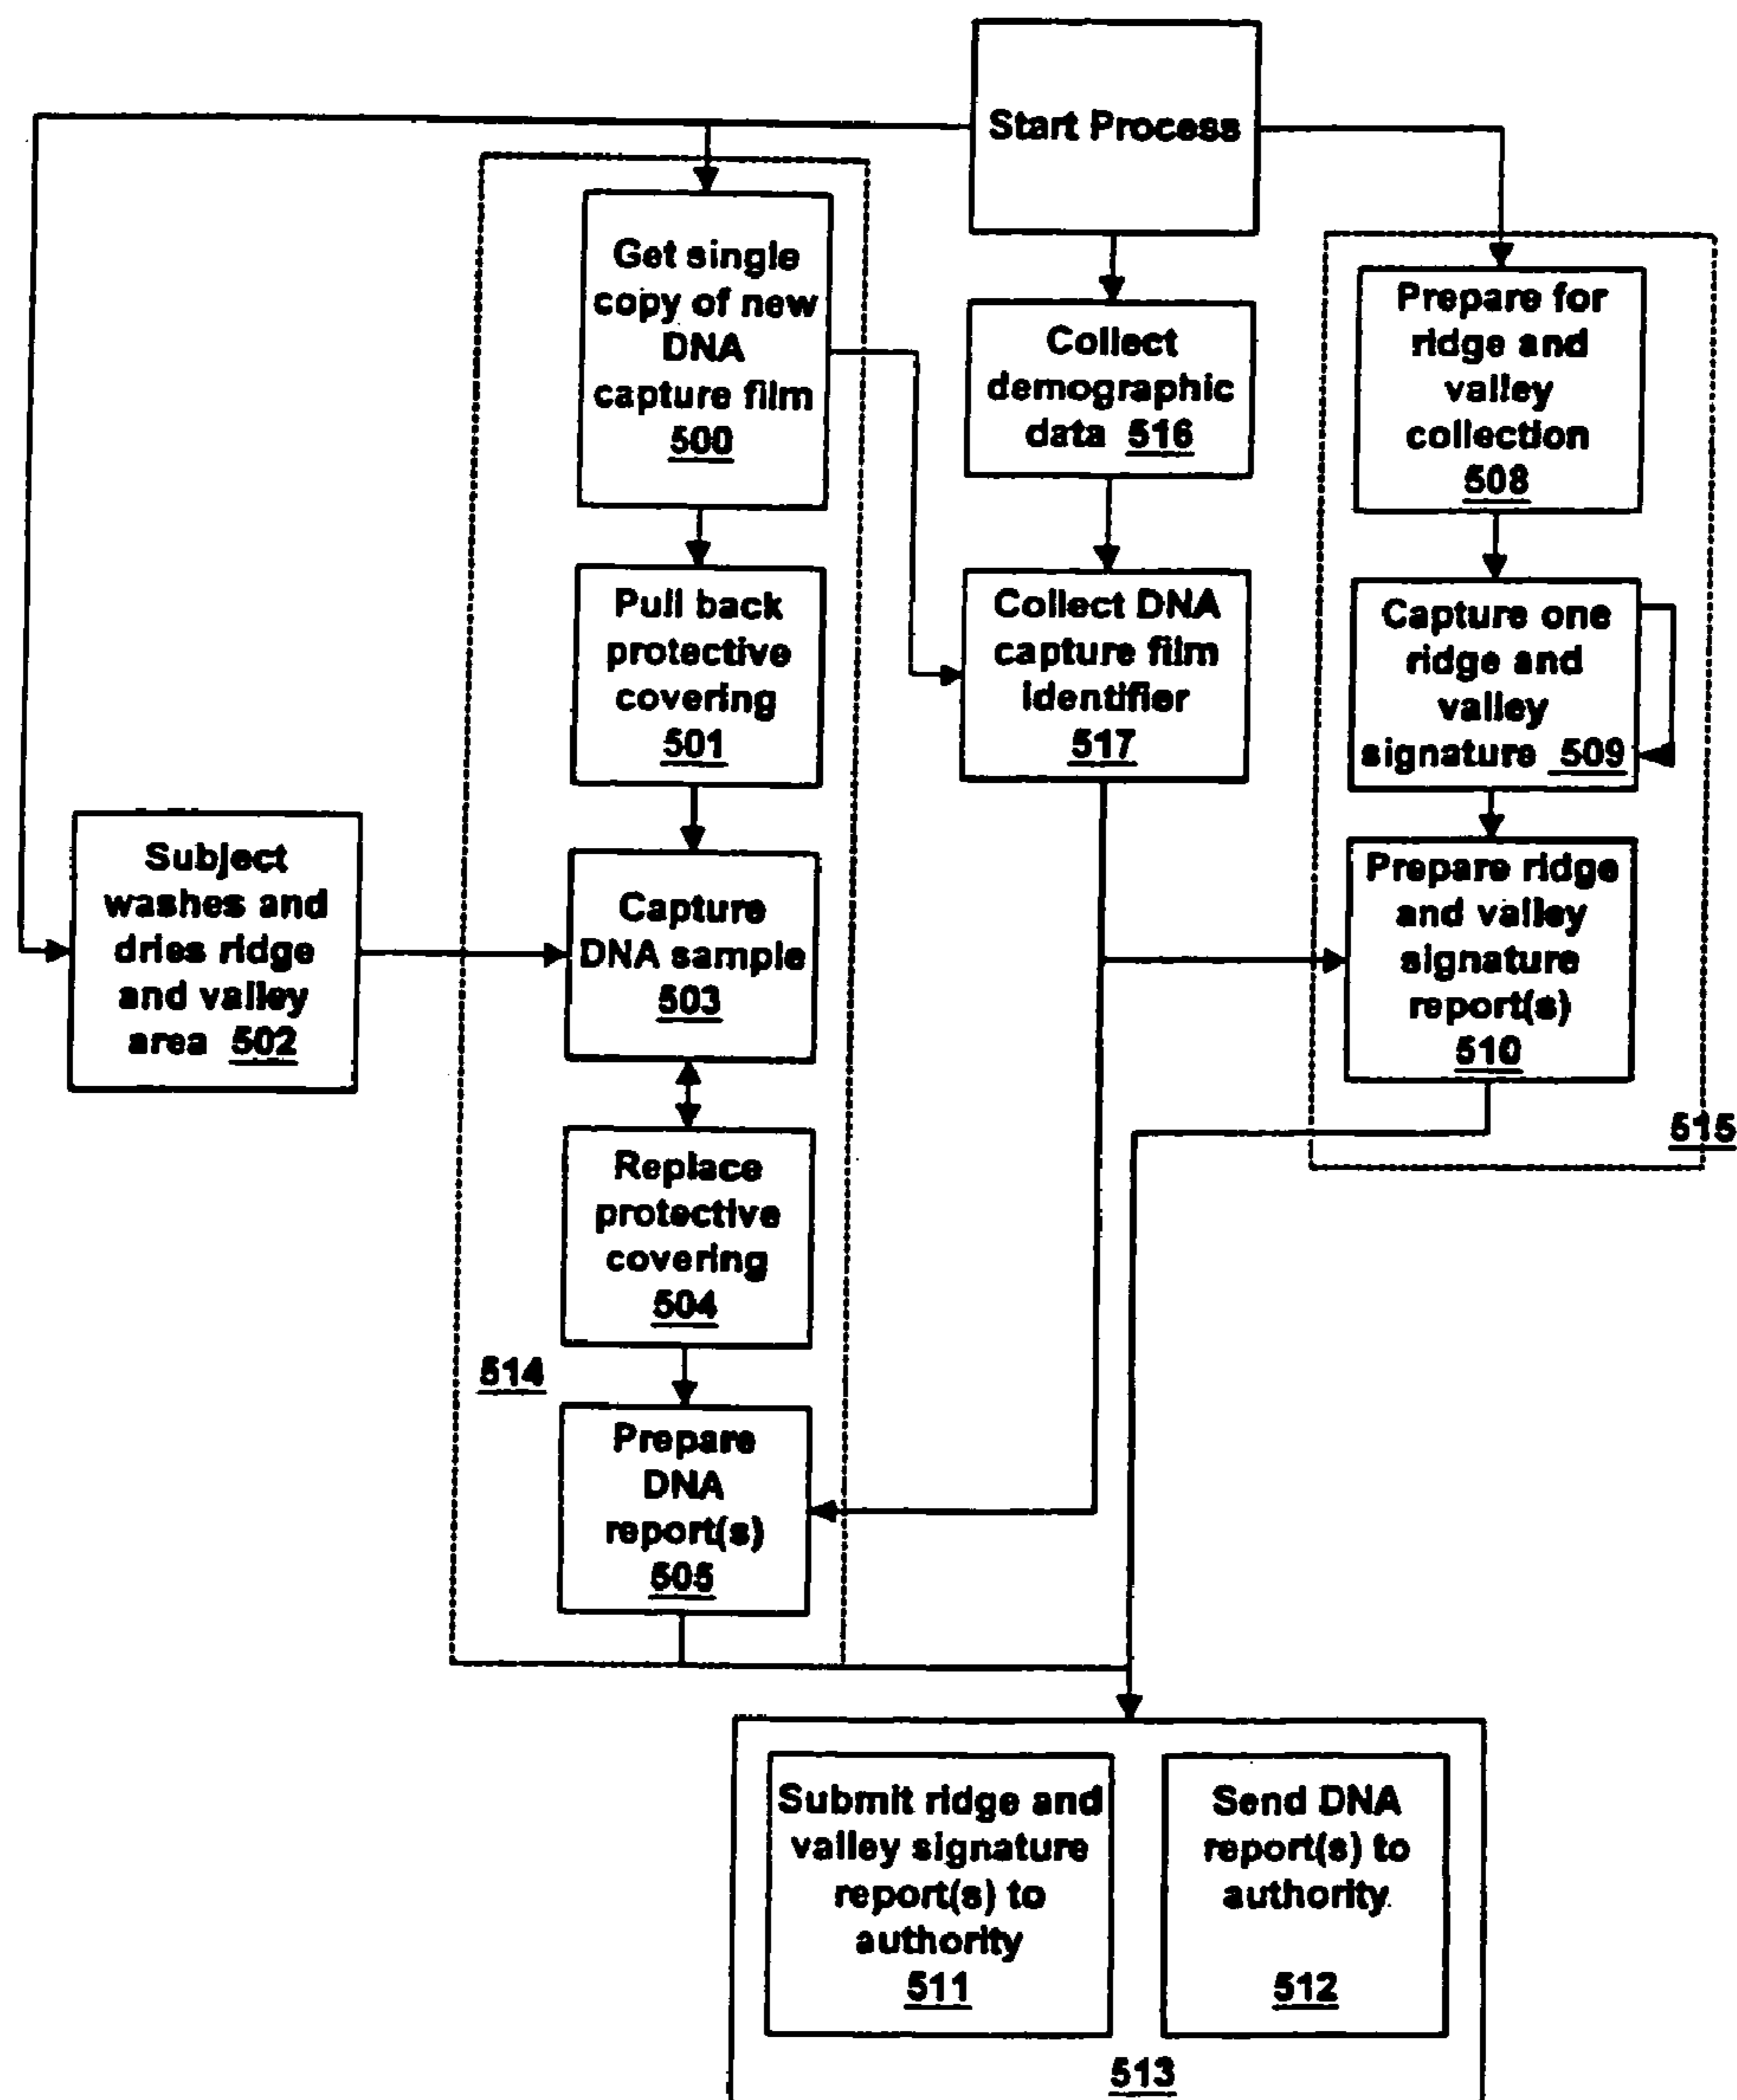 Start Process
Get single
copy of new
DNA
capture film
500
Collect
demographic
data 516
Prepare for
ridge and
valley
collection
508
Pull back
protective
covering
501
Collect DNA
capture film
identifier
517
Capture one
ridge and
valley
signature 509
Subject
washes and
dries ridge
and valley
area 502
Capture
DNA sample
503
Prepare ridge
and valley
signature
report(s)
510
515
Replace
protective
covering
504
514
Prepare
DNA
report(s)
505
Submit ridge and
valley signature
report(s) to
authority
511
Send DNA
report(s) to
authority
512
513